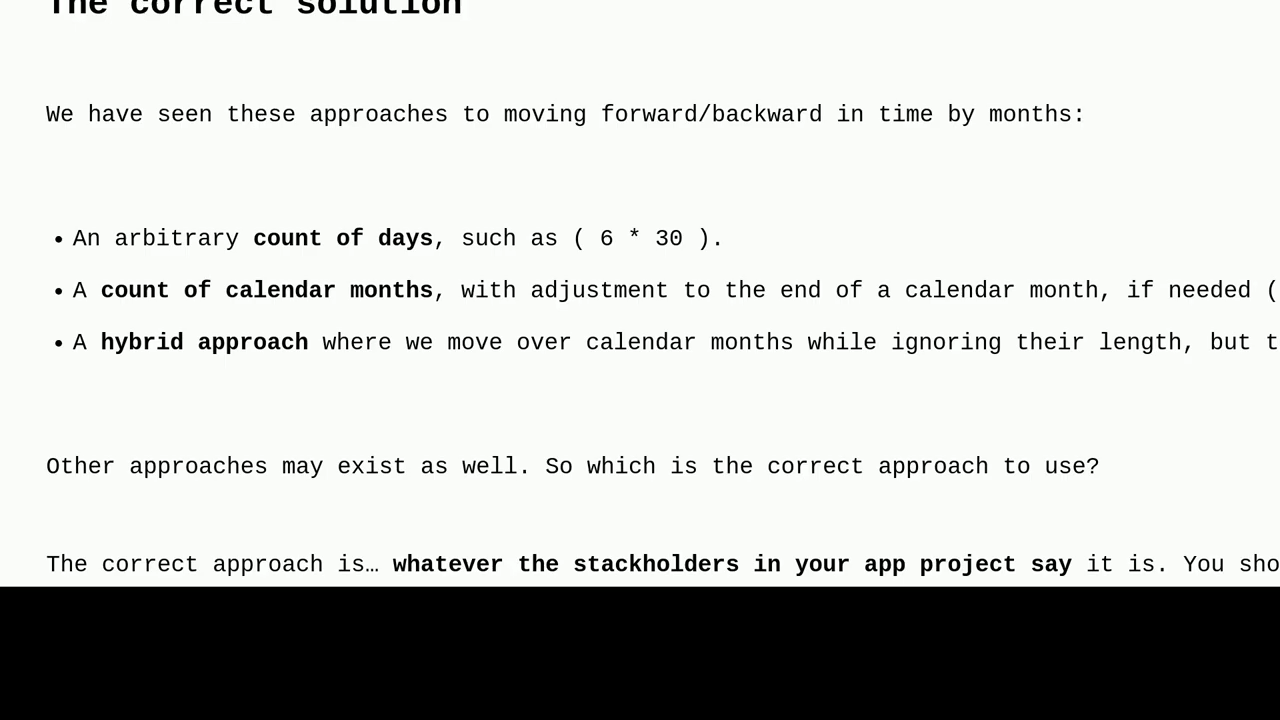 The correct solution
We have seen these approaches to moving forward/backward in time by months:
• An arbitrary count of days, such as ( 6 * 30 ).
• A count of calendar months, with adjustment to the end of a calendar month, if needed (
• A hybrid approach where we move over calendar months while ignoring their length, but t
Other approaches may exist as well. So which is the correct approach to use?
The correct approach is… whatever the stackholders in your app project say it is. You sho